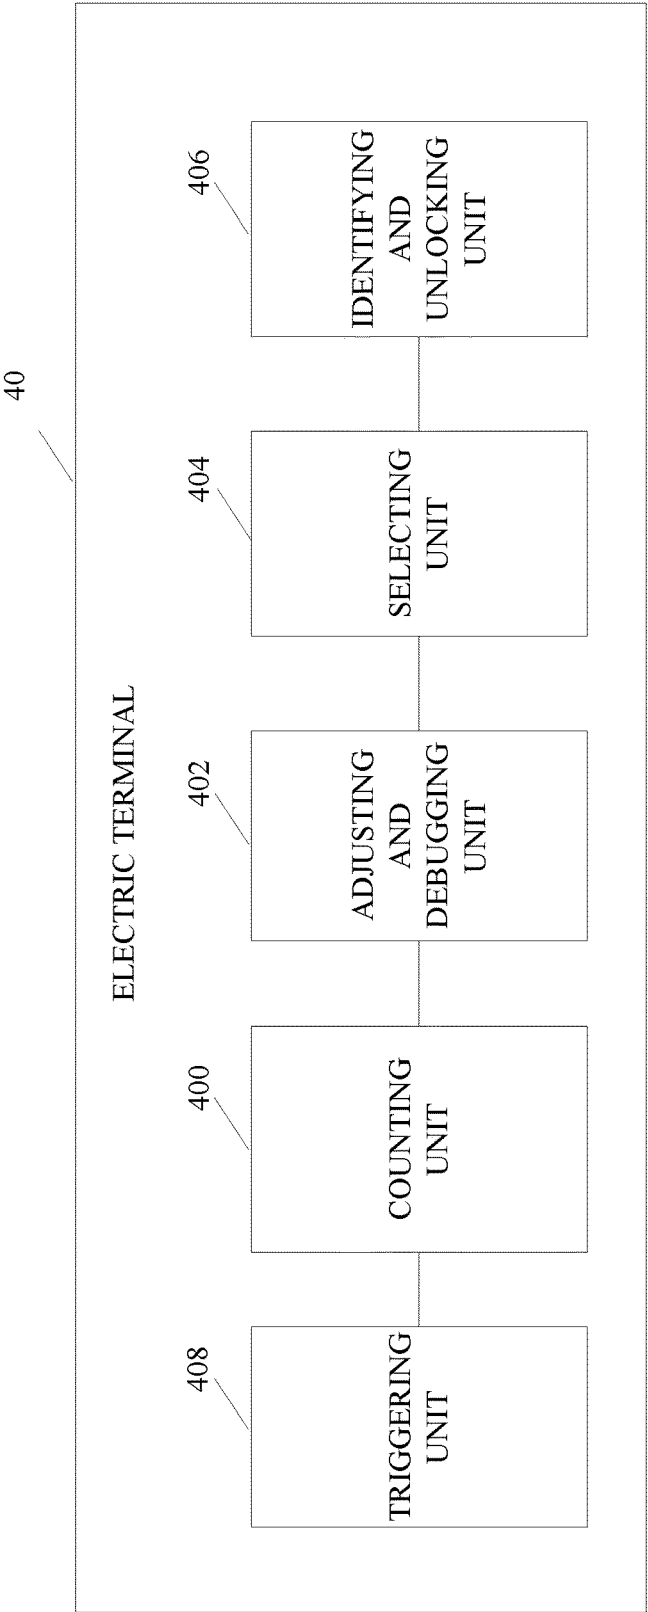 40
ELECTRIC TERMINAL
408
TRIGGERING
UNIT
400
COUNTING
UNIT
402
ADJUSTING
AND
DEBUGGING
UNIT
404
SELECTING
UNIT
406
IDENTIFYING
AND
UNLOCKING
UNIT